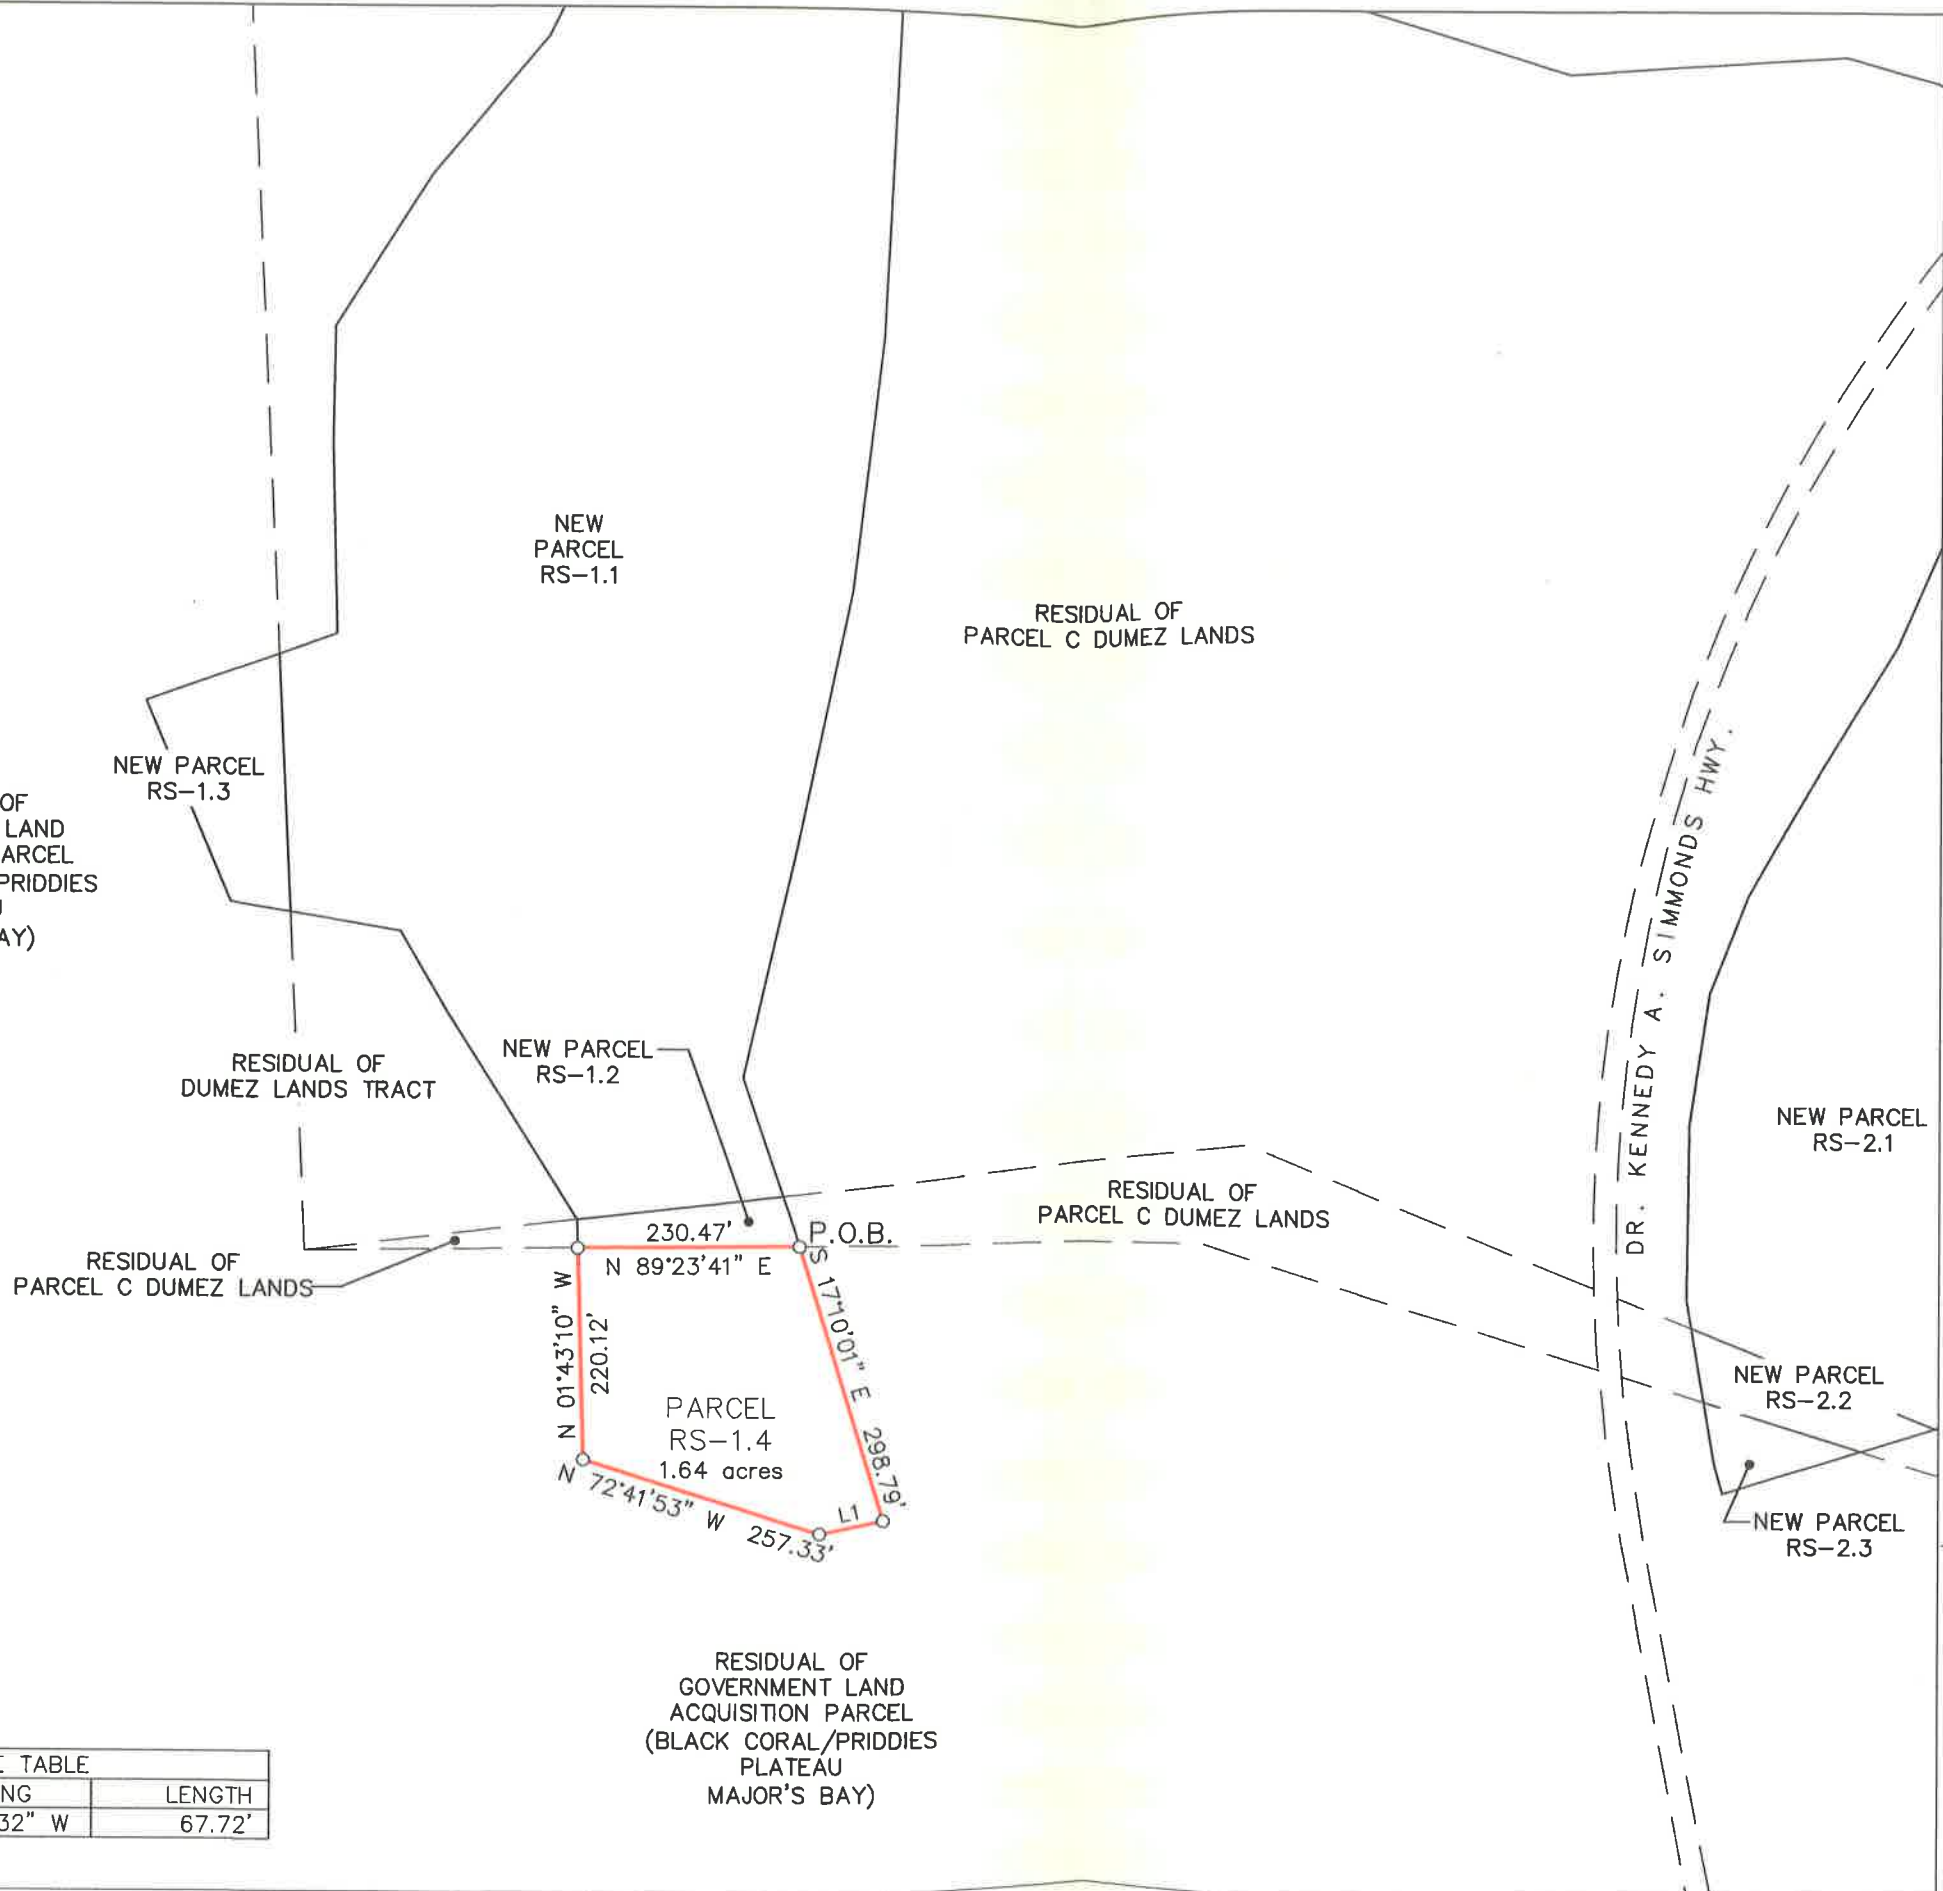 NEW
PARCEL
RS-1.1
RESIDUAL OF
PARCEL C DUMEZ LANDS
NEW PARCEL
RS-1.3
OF
LAND
ARCEL
PRIDDIES
AY)
DR. KENNEDY A. SIMMONDS HWY.
NEW PARCEL
RS-1.2
RESIDUAL OF
DUMEZ LANDS TRACT
NEW PARCEL
RS-2.1
RESIDUAL OF
PARCEL C DUMEZ LANDS
230.47'
P.O.B.
N 89°23'41" E
RESIDUAL OF
PARCEL C DUMEZ LANDS
N 01°43'10" W
220.12'
S 17°10'01" E 298.79'
PARCEL
RS-1.4
1.64 acres
N 72°41'53" W 257.33'
L1
NEW PARCEL
RS-2.2
NEW PARCEL
RS-2.3
RESIDUAL OF
GOVERNMENT LAND
ACQUISITION PARCEL
(BLACK CORAL/PRIDDIES
PLATEAU
MAJOR'S BAY)
E TABLE
NG LENGTH
32" W 67.72'